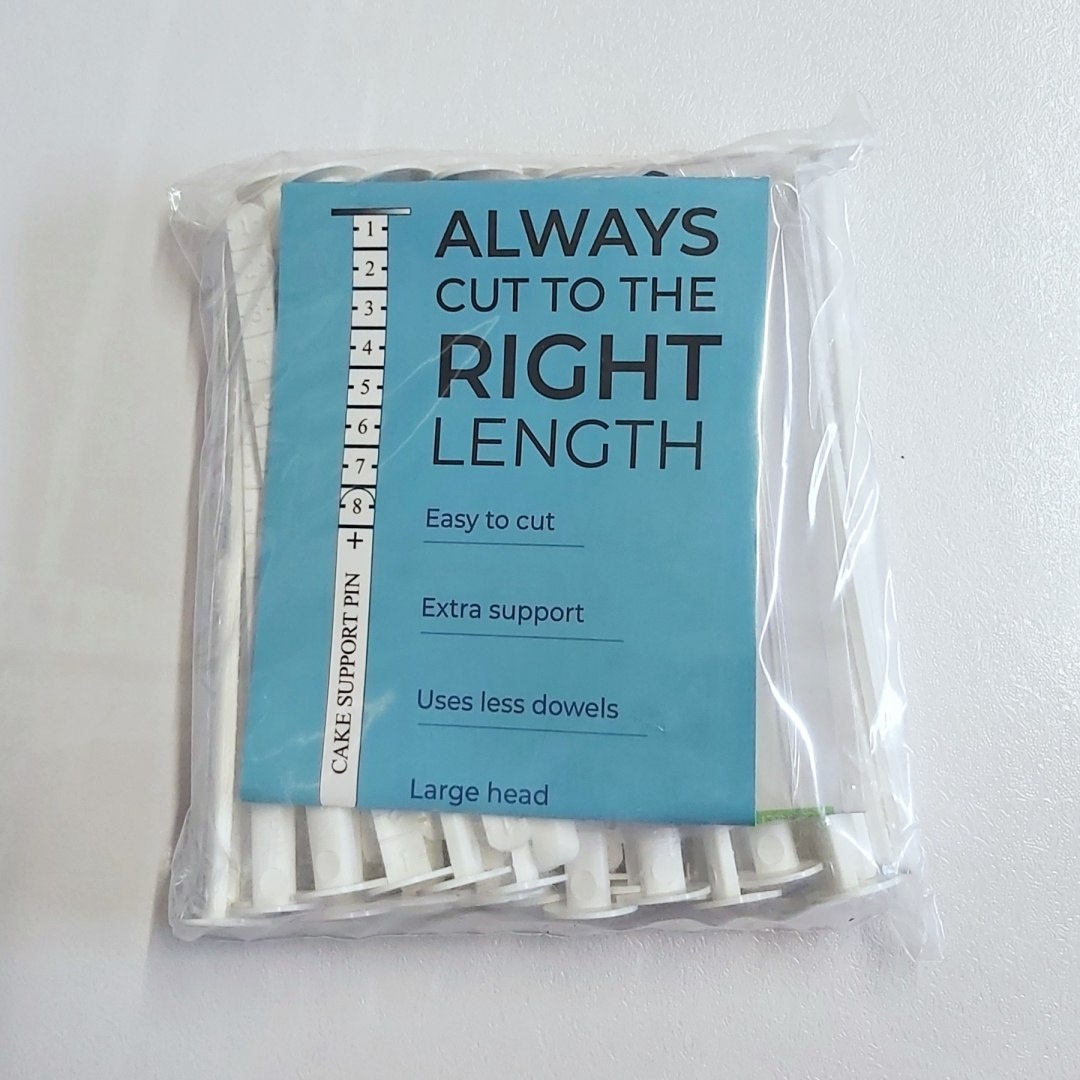 ALWAYS
CUT TO THE
RIGHT
LENGTH
Easy to cut
Extra support
Uses less dowels
Large head
1
2
3
4
5
6
7
8
+
CAKE SUPPORT PIN